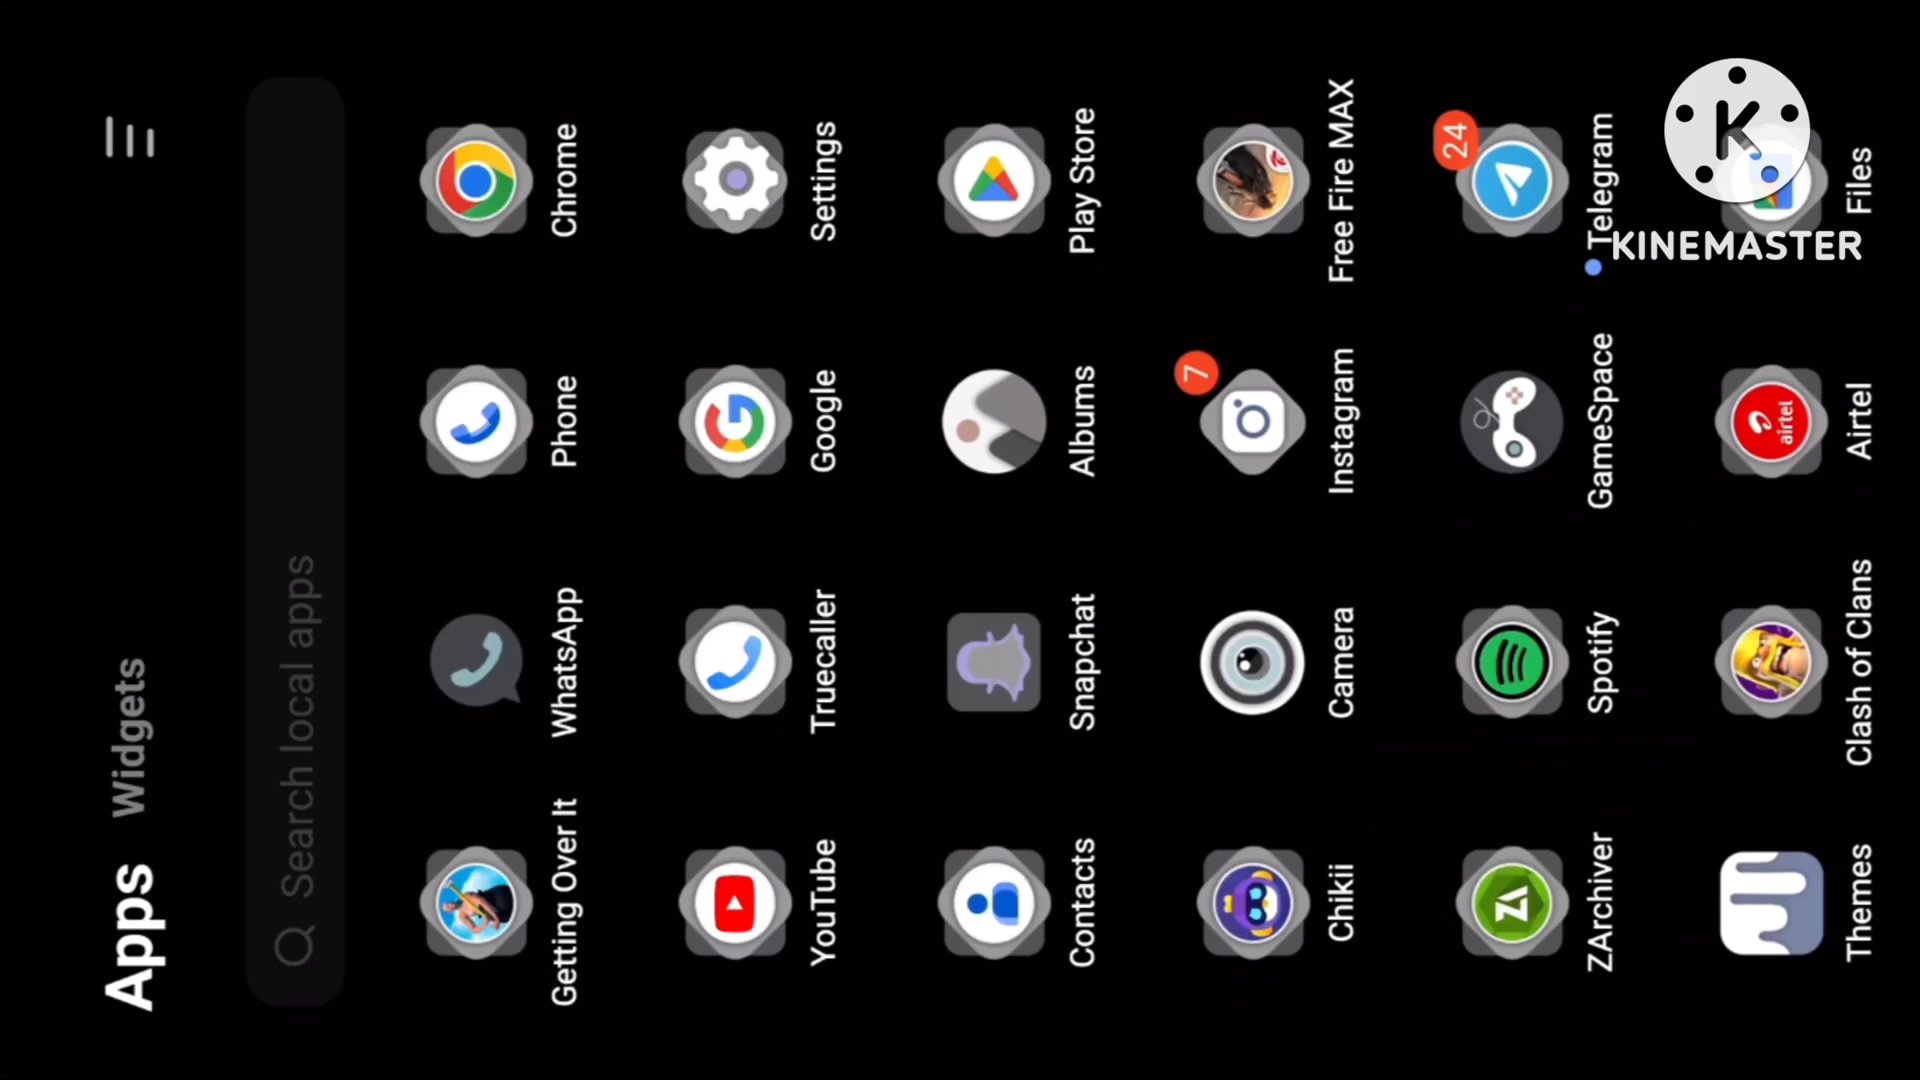 Apps Widgets
Search local apps
Getting Over It WhatsApp Phone Chrome
YouTube Truecaller Google Settings
Contacts Snapchat Albums Play Store
7
Chikii Camera Instagram Free Fire MAX
24
ZArchiver Spotify GameSpace Telegram
airtel
Themes Clash of Clans Airtel Files
K
KINEMASTER